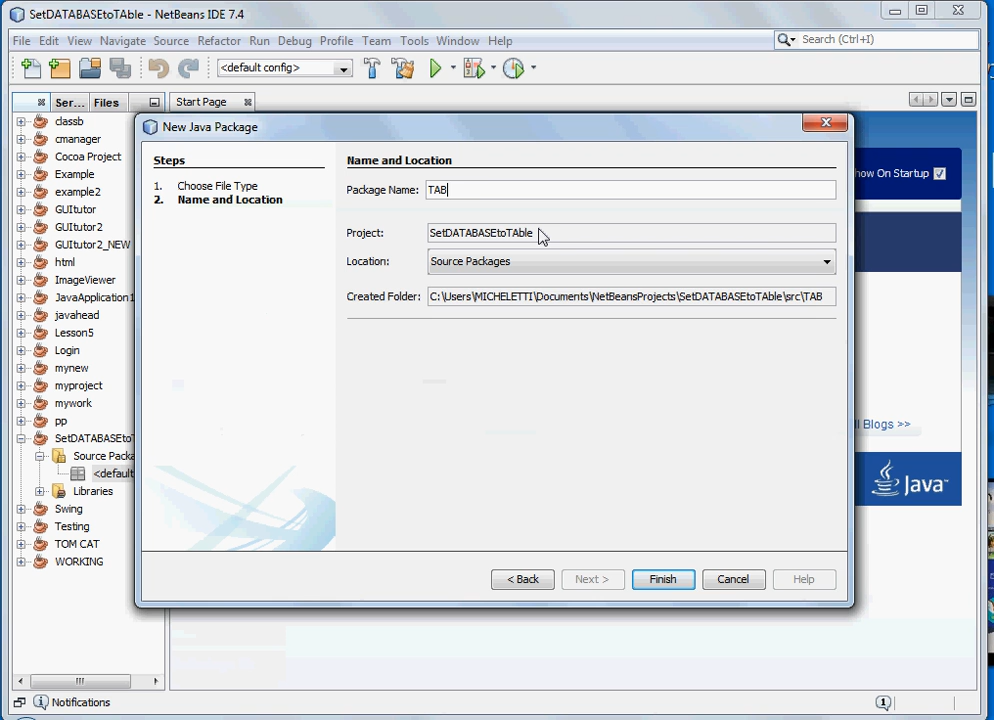 SetDATABASEtoTAble - NetBeans IDE 7.4
File Edit View Navigate Source Refactor Run Debug Profile Team Tools Window Help
Search (Ctrl+I)
<default config>
Ser... Files
Start Page
classb
cmanager
Cocoa Project
Example
example2
GUItutor
GUItutor2
GUItutor2_NEW
html
ImageViewer
JavaApplication1
javahead
Lesson5
Login
mynew
myproject
mywork
pp
SetDATABASEtoT
Source Packa
<default
Libraries
Swing
Testing
TOM CAT
WORKING
New Java Package
Steps
1. Choose File Type
2. Name and Location
Name and Location
Package Name: TAB
Project: SetDATABASEtoTAble
Location: Source Packages
Created Folder: C:\Users\MICHELETTI\Documents\NetBeansProjects\SetDATABASEtoTAble\src\TAB
< Back Next > Finish Cancel Help
how On Startup
ll Blogs >>
Java™
Notifications
1